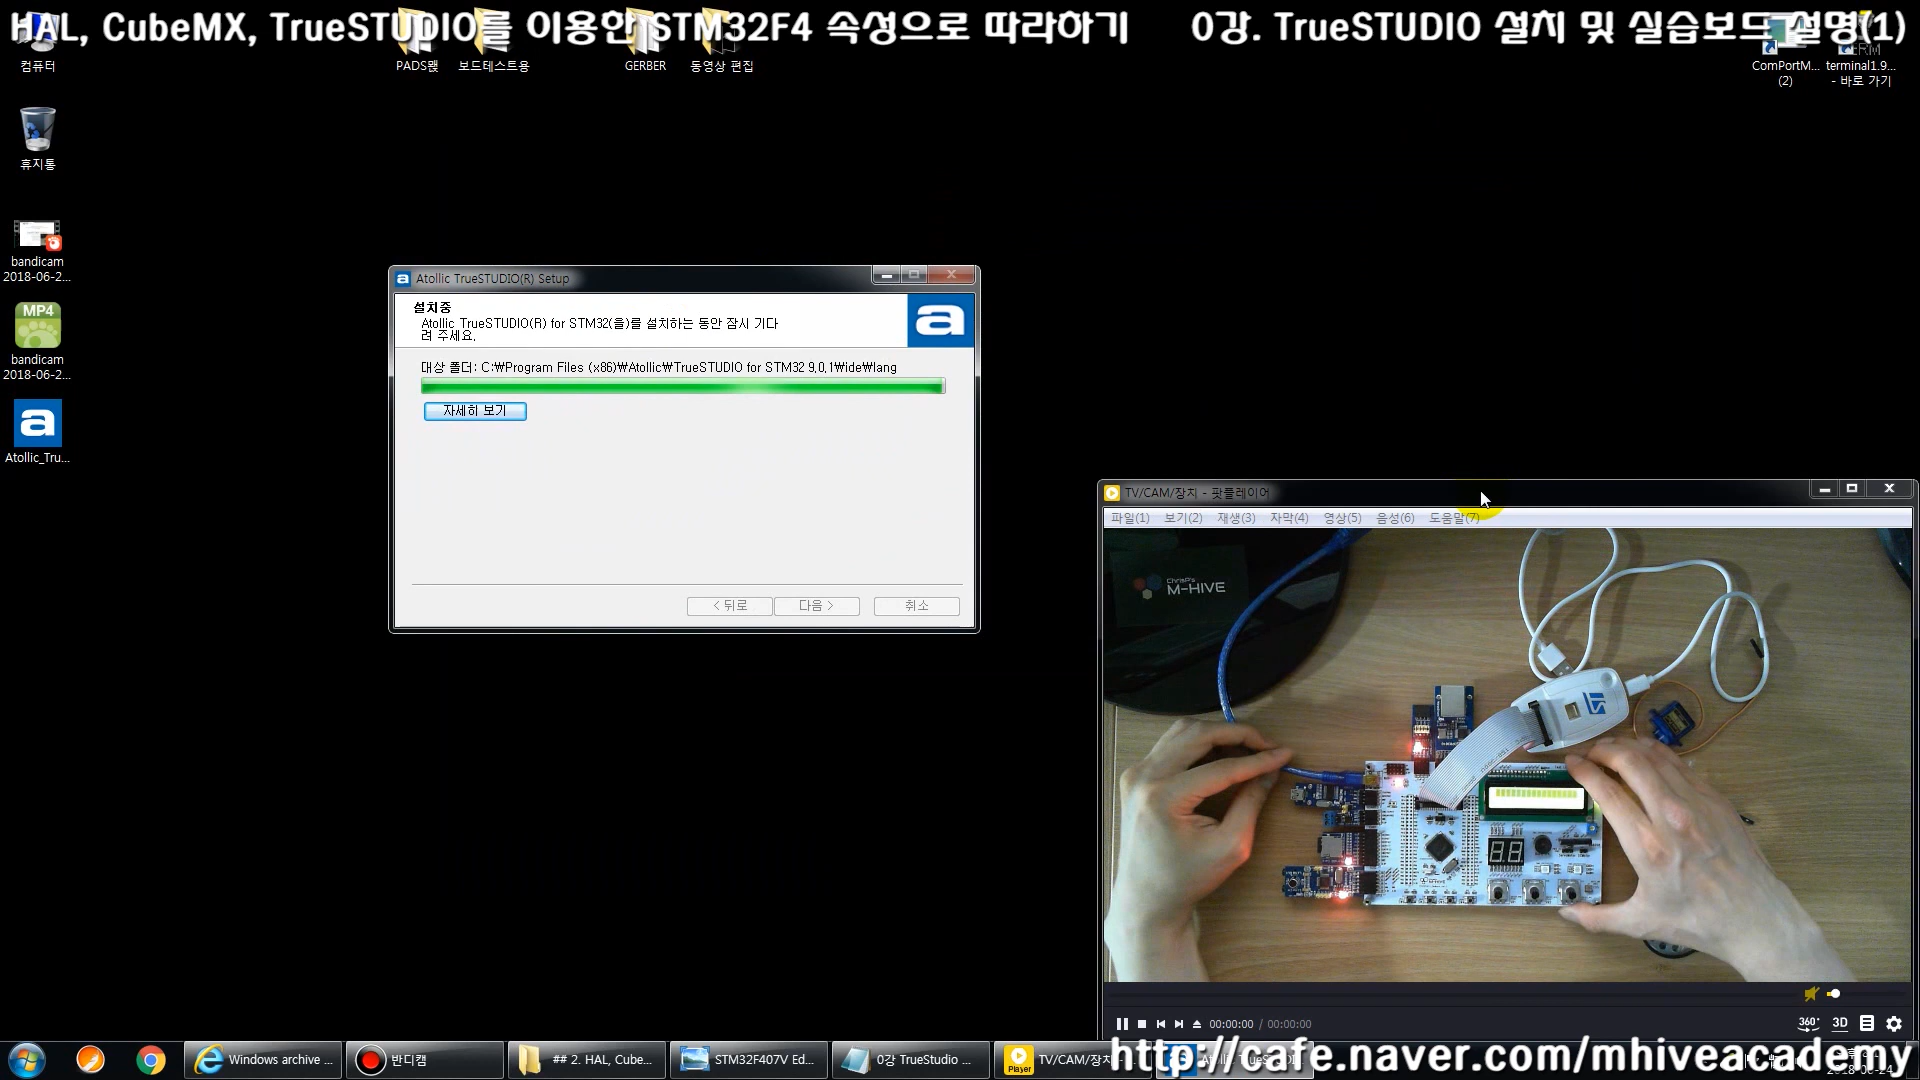 HAL, CubeMX, TrueSTUDIO를 이용한 STM32F4 속성으로 따라하기
0강. TrueSTUDIO 설치 및 실습보드 설명(1)
컴퓨터
PADS맵
보드테스트용
GERBER
동영상 편집
ComPortM...
(2)
terminal1.9...
- 바로 가기
휴지통
bandicam
2018-06-2...
MP4
bandicam
2018-06-2...
Atollic_Tru...
Atollic TrueSTUDIO(R) Setup
설치중
Atollic TrueSTUDIO(R) for STM32(을)를 설치하는 동안 잠시 기다
려 주세요.
대상 폴더: C:₩Program Files (x86)₩Atollic₩TrueSTUDIO for STM32 9.0.1₩ide₩lang
자세히 보기
< 뒤로
다음 >
취소
TV/CAM/장치 - 팟플레이어
파일(1) 보기(2) 재생(3) 자막(4) 영상(5) 음성(6) 도움말(7)
M-HIVE
00:00:00 / 00:00:00
360°
3D
Windows archive ...
반디캠
## 2. HAL, Cube...
STM32F407V Ed...
0강 TrueStudio ...
Player
TV/CAM/장치
http://cafe.naver.com/mhiveacademy